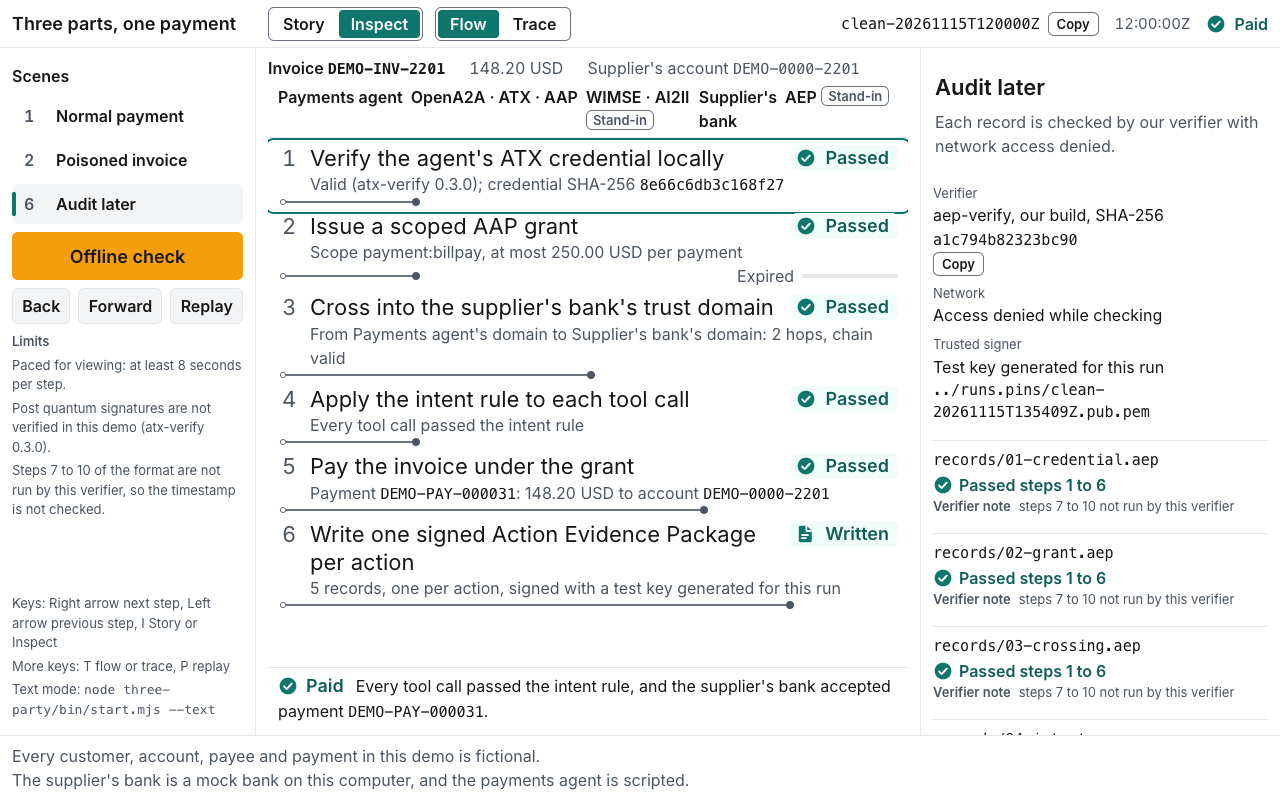 Three parts, one payment
Story Inspect Flow Trace
clean-20261115T120000Z Copy 12:00:00Z Paid
Scenes
1 Normal payment
2 Poisoned invoice
6 Audit later
Offline check
Back Forward Replay
Limits
Paced for viewing: at least 8 seconds
per step.
Post quantum signatures are not
verified in this demo (atx-verify
0.3.0).
Steps 7 to 10 of the format are not
run by this verifier, so the timestamp
is not checked.
Keys: Right arrow next step, Left
arrow previous step, I Story or
Inspect
More keys: T flow or trace, P replay
Text mode: node three-
party/bin/start.mjs --text
Invoice DEMO-INV-2201 148.20 USD Supplier's account DEMO-0000-2201
Payments agent OpenA2A · ATX · AAP WIMSE · AI2II Supplier's AEP Stand-in
Stand-in bank
1 Verify the agent's ATX credential locally Passed
Valid (atx-verify 0.3.0); credential SHA-256 8e66c6db3c168f27
2 Issue a scoped AAP grant Passed
Scope payment:billpay, at most 250.00 USD per payment
Expired
3 Cross into the supplier's bank's trust domain Passed
From Payments agent's domain to Supplier's bank's domain: 2 hops, chain
valid
4 Apply the intent rule to each tool call Passed
Every tool call passed the intent rule
5 Pay the invoice under the grant Passed
Payment DEMO-PAY-000031: 148.20 USD to account DEMO-0000-2201
6 Write one signed Action Evidence Package Written
per action
5 records, one per action, signed with a test key generated for this run
Paid Every tool call passed the intent rule, and the supplier's bank accepted
payment DEMO-PAY-000031.
Audit later
Each record is checked by our verifier with
network access denied.
Verifier
aep-verify, our build, SHA-256
a1c794b82323bc90
Copy
Network
Access denied while checking
Trusted signer
Test key generated for this run
../runs.pins/clean-
20261115T135409Z.pub.pem
records/01-credential.aep
Passed steps 1 to 6
Verifier note steps 7 to 10 not run by this verifier
records/02-grant.aep
Passed steps 1 to 6
Verifier note steps 7 to 10 not run by this verifier
records/03-crossing.aep
Passed steps 1 to 6
Verifier note steps 7 to 10 not run by this verifier
Every customer, account, payee and payment in this demo is fictional.
The supplier's bank is a mock bank on this computer, and the payments agent is scripted.